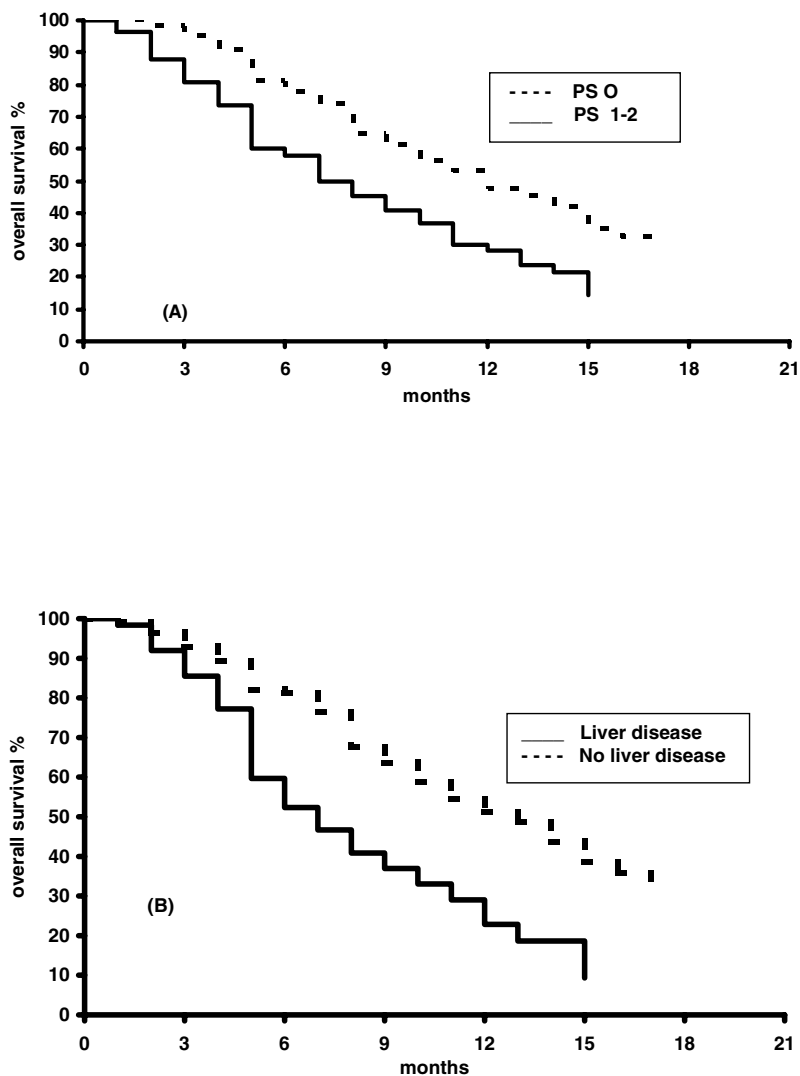 100
90
80
70
60
50
40
30
20
10
0
overall survival %
PS O
PS 1-2
(A)
0 3 6 9 12 15 18 21
months
100
90
80
70
60
50
40
30
20
10
0
overall survival %
Liver disease
No liver disease
(B)
0 3 6 9 12 15 18 21
months